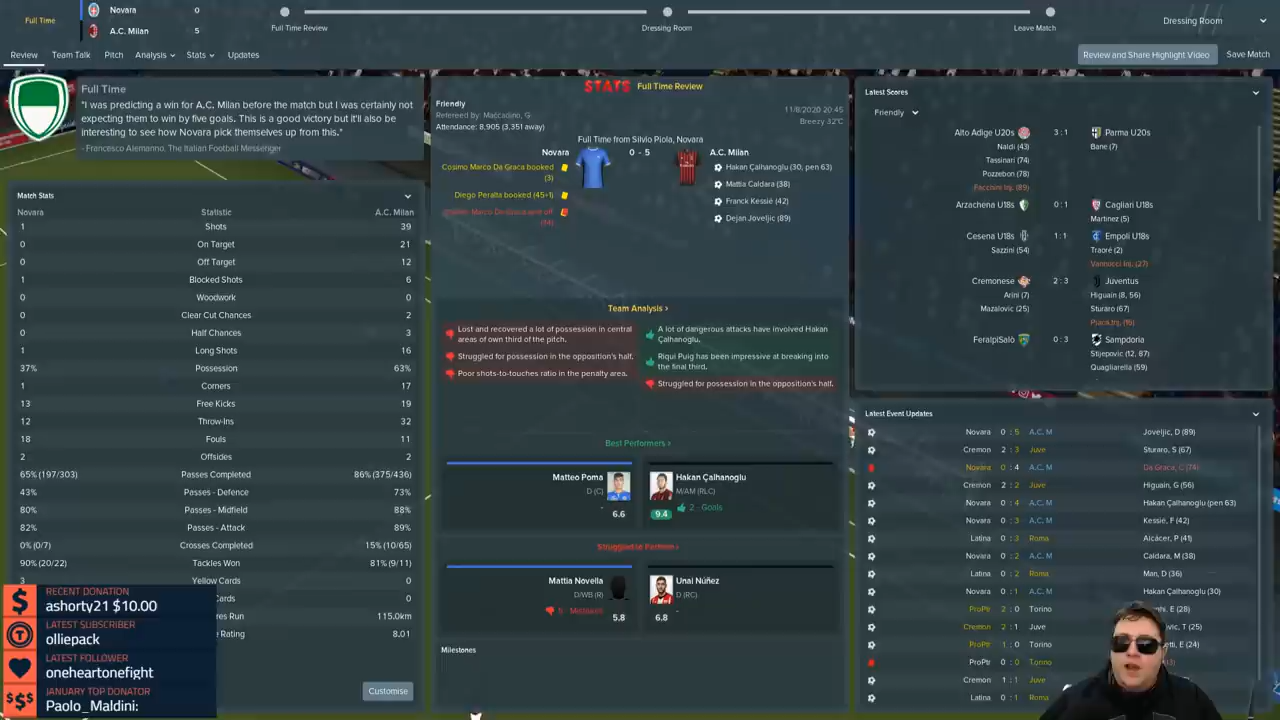 Full Time
Novara 0
A.C. Milan 5
Full Time Review
Dressing Room
Leave Match
Dressing Room
Review
Team Talk
Pitch
Analysis
Stats
Updates
Review and Share Highlight Video
Save Match
Full Time
"I was predicting a win for A.C. Milan before the match but I was certainly not
expecting them to win by five goals. This is a good victory but it'll also be
interesting to see how Novara pick themselves up from this."
- Francesco Alemanno. The Italian Football Messenger
Match Stats
Novara Statistic A.C. Milan
1 Shots 39
0 On Target 21
0 Off Target 12
1 Blocked Shots 6
0 Woodwork 0
0 Clear Cut Chances 2
0 Half Chances 3
1 Long Shots 16
37% Possession 63%
1 Corners 17
13 Free Kicks 19
12 Throw-Ins 32
18 Fouls 11
2 Offsides 2
65% (197/303) Passes Completed 86% (375/436)
43% Passes - Defence 73%
80% Passes - Midfield 88%
82% Passes - Attack 89%
0% (0/7) Crosses Completed 15% (10/65)
90% (20/22) Tackles Won 81% (9/11)
3 Yellow Cards 0
Cards 0
115.0km
Rating 8.01
Customise
RECENT DONATION
ashorty21 $10.00
LATEST SUBSCRIBER
olliepack
LATEST FOLLOWER
oneheartonefight
JANUARY TOP DONATOR
Paolo_Maldini:
STATS Full Time Review
Friendly
Refereed by: Maccadino, G
Attendance: 8,905 (3,351 away)
11/8/2020 20:45
Breezy 32°C
Full Time from Silvio Piola, Novara
Novara 0 - 5 A.C. Milan
Cosimo Marco Da Graca booked
(3)
Diego Peralta booked (45+1)
Hakan Çalhanoglu (30, pen 63)
Mattia Caldara (38)
Franck Kessié (42)
Dejan Joveljic (89)
Team Analysis >
Lost and recovered a lot of possession in central
areas of own third of the pitch.
Struggled for possession in the opposition's half.
Poor shots-to-touches ratio in the penalty area.
A lot of dangerous attacks have involved Hakan
Çalhanoglu.
Riqui Puig has been impressive at breaking into
the final third.
Struggled for possession in the opposition's half.
Best Performers >
Matteo Poma
D (C)
-
6.6
Hakan Çalhanoglu
M/AM (RLC)
2 - Goals
9.4
Struggled to Perform >
Mattia Novella
D/WB (R)
5.8
Unai Núñez
D (RC)
-
6.8
Milestones
Latest Scores
Friendly
Alto Adige U20s 3 : 1 Parma U20s
Naldi (43) Bane (7)
Tassinari (74)
Pozzebon (78)
Faccisini Inj. (89)
Arzachena U18s 0 : 1 Cagliari U18s
Martinez (5)
Cesena U18s 1 : 1 Empoli U18s
Sazzini (54) Traoré (2)
Vannucci Inj. (27)
Cremonese 2 : 3 Juventus
Arini (7) Higuain (8, 56)
Mazalovic (25) Sturaro (67)
FeralpiSalò 0 : 3 Sampdoria
Stijepovic (12, 87)
Quagliarella (59)
Latest Event Updates
Novara 0 : 5 A.C. M Joveljic, D (89)
Cremon 2 : 3 Juve Sturaro, S (67)
Novara 0 : 4 A.C. M Da Graca, C (74)
Cremon 2 : 2 Juve Higuain, G (56)
Novara 0 : 4 A.C. M Hakan Çalhanoglu (pen 63)
Novara 0 : 3 A.C. M Kessié, F (42)
Latina 0 : 3 Roma Alcácer, P (41)
Novara 0 : 2 A.C. M Caldara, M (38)
Latina 0 : 2 Roma Man, D (36)
Novara 0 : 1 A.C. M Hakan Çalhanoglu (30)
ProPtr 2 : 0 Torino (28)
Cremon 2 : 1 Juve (25)
ProPtr 1 : 0 Torino (24)
ProPtr 0 : 0 Torino
Cremon 1 : 1 Juve
Latina 0 : 1 Roma